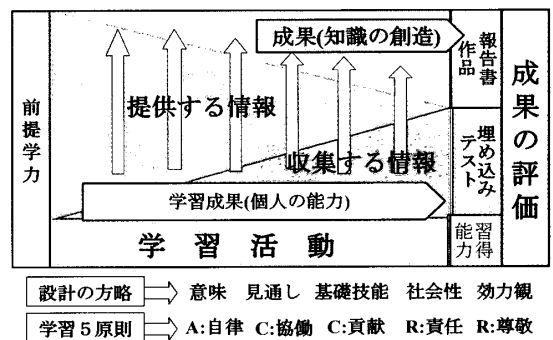 前提学力
成果(知識の創造)
提供する情報
収集する情報
学習成果(個人の能力)
学習活動
報告書
作品
埋め込み
テスト
習得
能力
成果の評価
設計の方略
意味 見通し 基礎技能 社会性 効力観
学習5原則
A:自律 C:協働 C:貢献 R:責任 R:尊敬